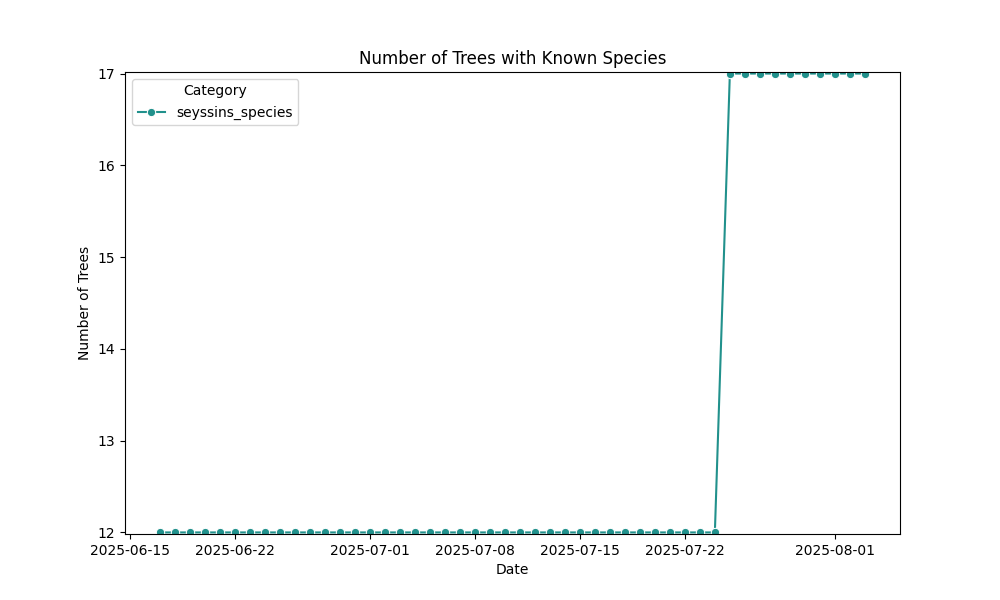 Number of Trees with Known Species
17
16
15
14
13
12
Number of Trees
Category
seyssins_species
2025-06-15
2025-06-22
2025-07-01
2025-07-08
2025-07-15
2025-07-22
2025-08-01
Date